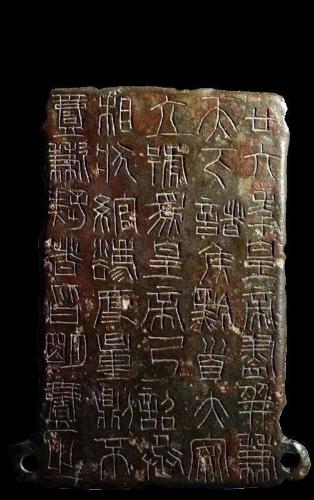 廿六年皇帝盡并兼
天下諸侯黔首大安
立號為皇帝乃詔丞
相狀綰灋度量則不
壹歉疑者皆明壹之